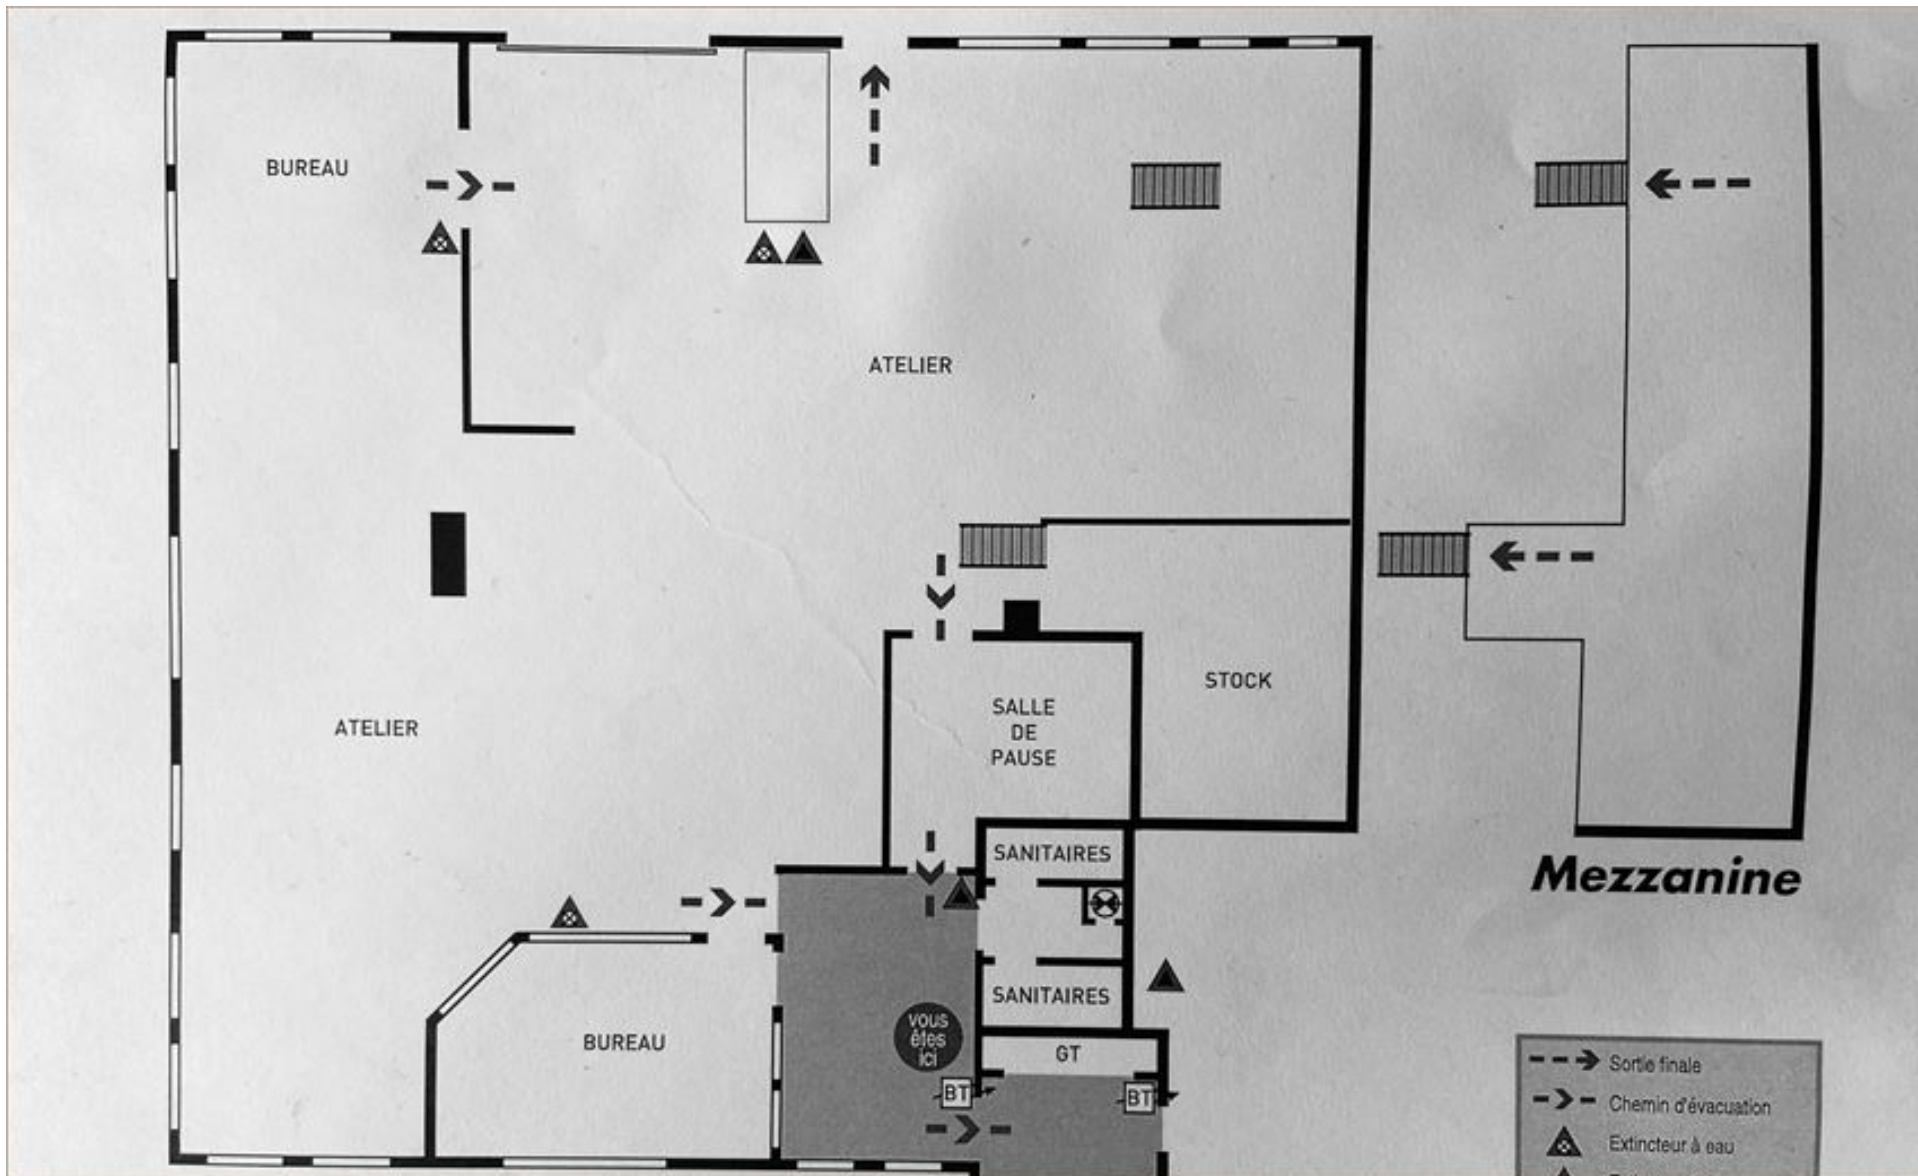 BUREAU
ATELIER
STOCK
SALLE
DE
PAUSE
ATELIER
SANITAIRES
Mezzanine
SANITAIRES
vous
êtes
ici
BUREAU
GT
BT
BT
Sortie finale
Chemin d'évacuation
Extincteur à eau